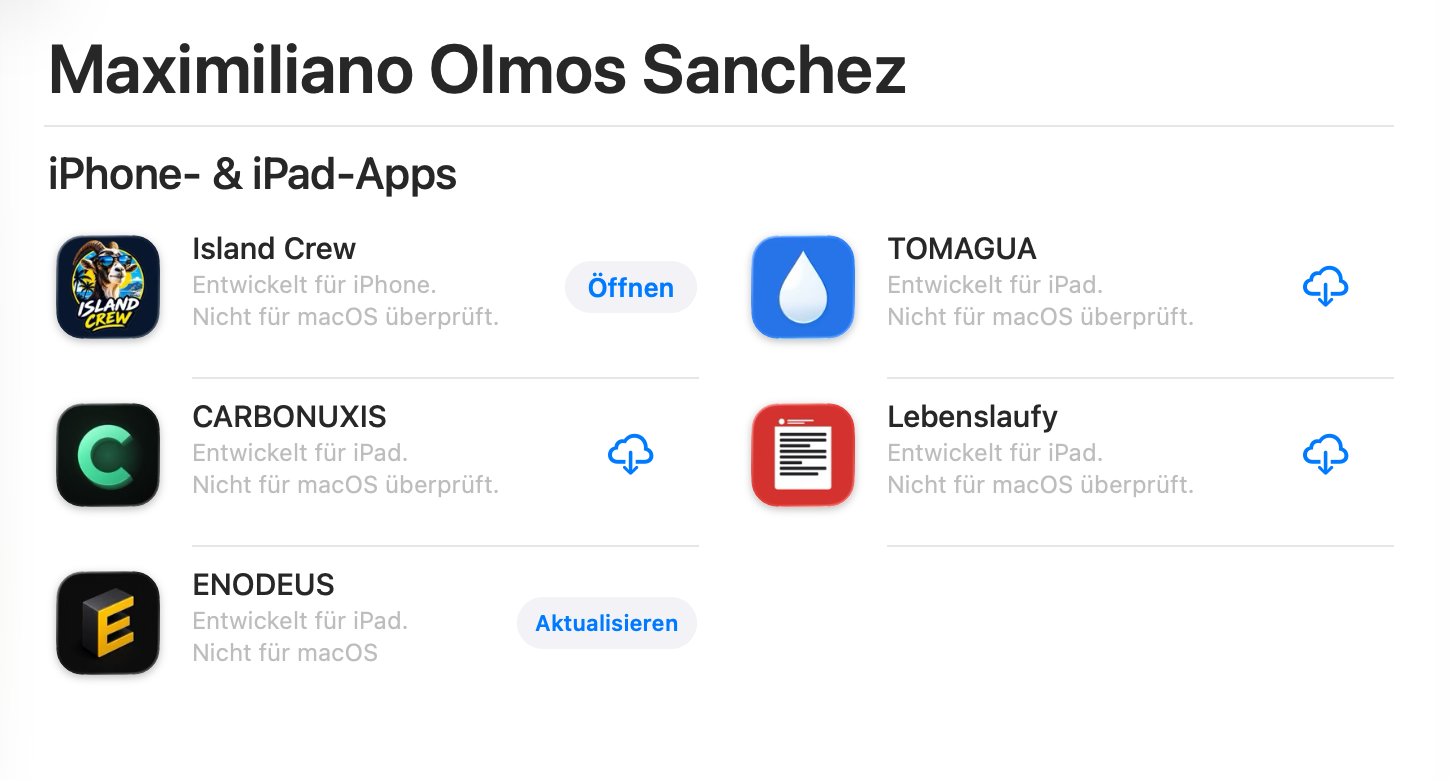 Maximiliano Olmos Sanchez
iPhone- & iPad-Apps
ISLAND
CREW
Island Crew
Entwickelt für iPhone.
Nicht für macOS überprüft.
Öffnen
TOMAGUA
Entwickelt für iPad.
Nicht für macOS überprüft.
C
CARBONUXIS
Entwickelt für iPad.
Nicht für macOS überprüft.
Lebenslaufy
Entwickelt für iPad.
Nicht für macOS überprüft.
E
ENODEUS
Entwickelt für iPad.
Nicht für macOS
Aktualisieren